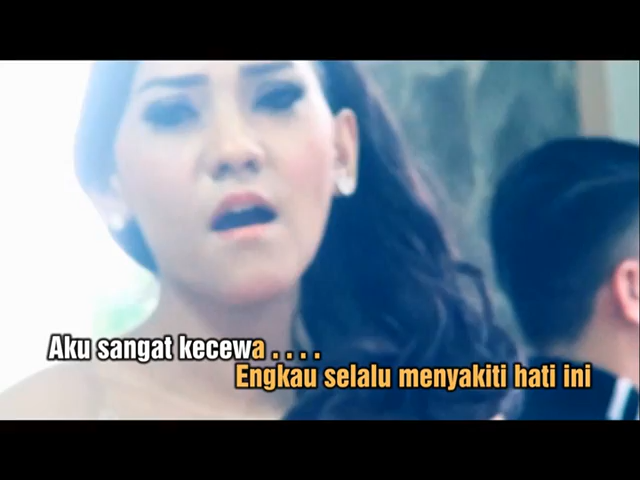 Aku sangat kecewa . . . .
Engkau selalu menyakiti hati ini